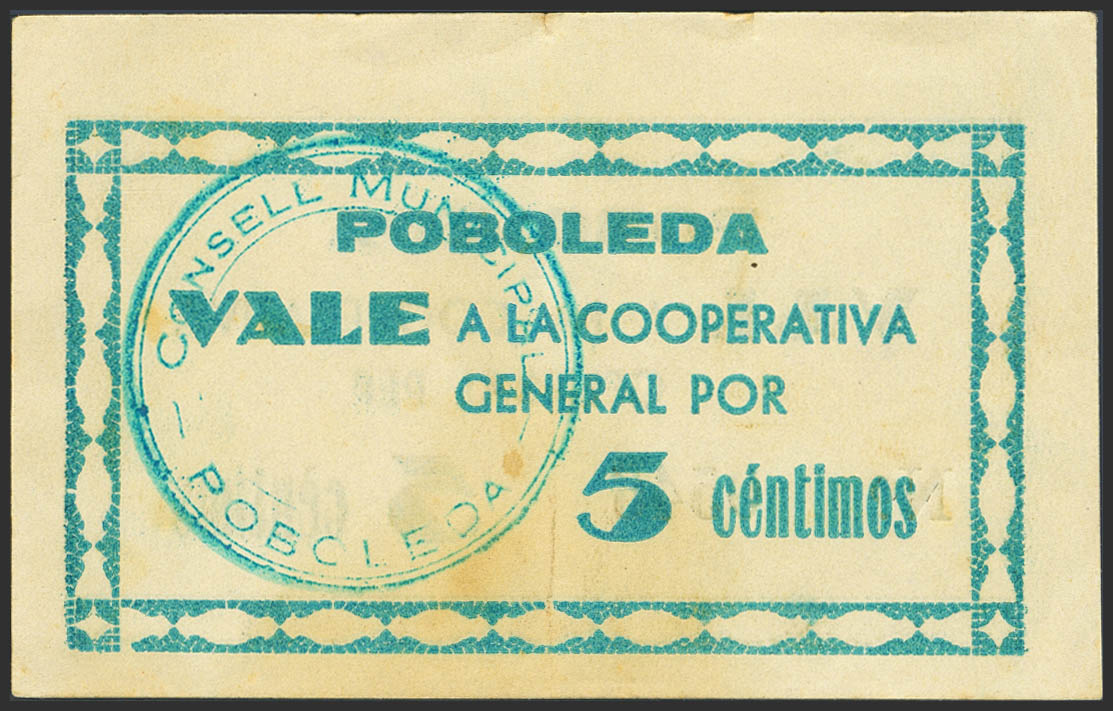 POBOLEDA
VALE A LA COOPERATIVA
GENERAL POR
5 céntimos
CONSELL MUNICIPAL
POBOLEDA